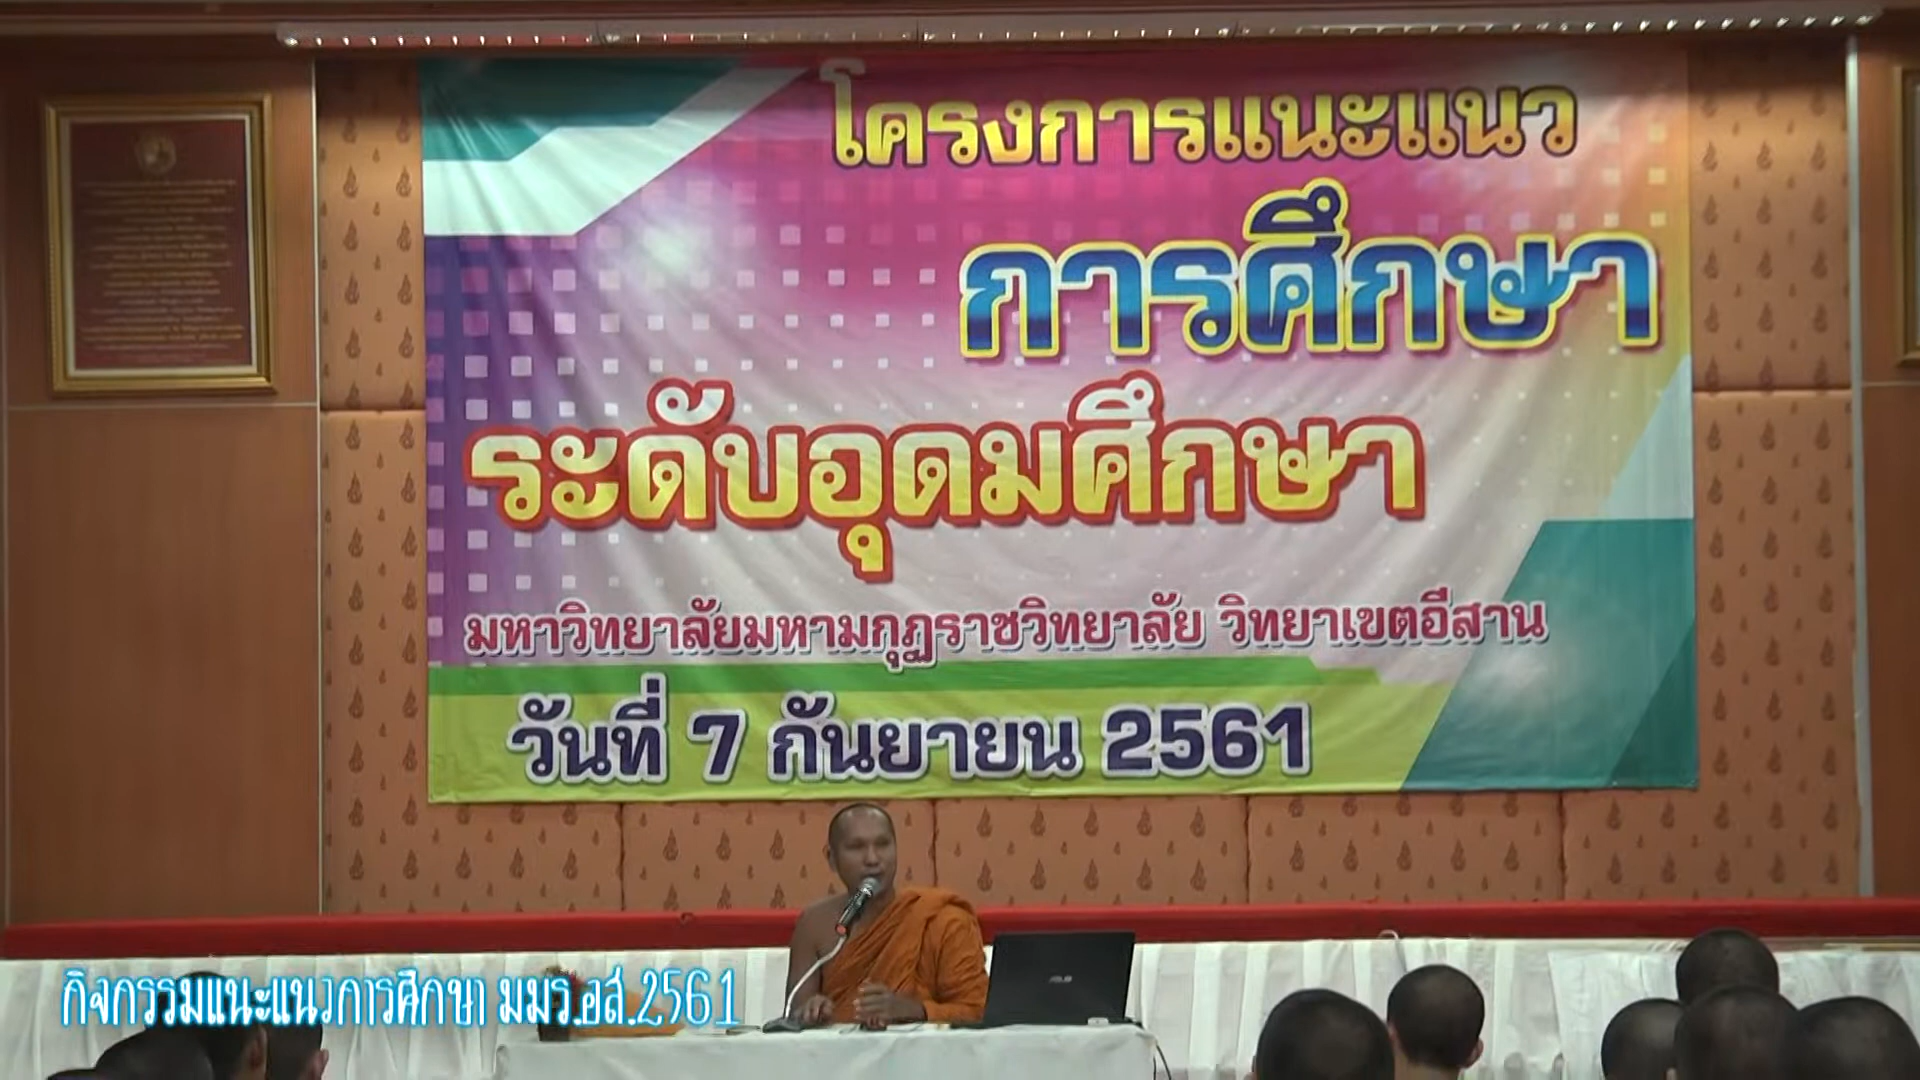 โครงการแนะแนว
การศึกษา
ระดับอุดมศึกษา
มหาวิทยาลัยมหามกุฏราชวิทยาลัย วิทยาเขตอีสาน
วันที่ 7 กันยายน 2561
กิจกรรมแนะแนวการศึกษา มมร.อส.2561